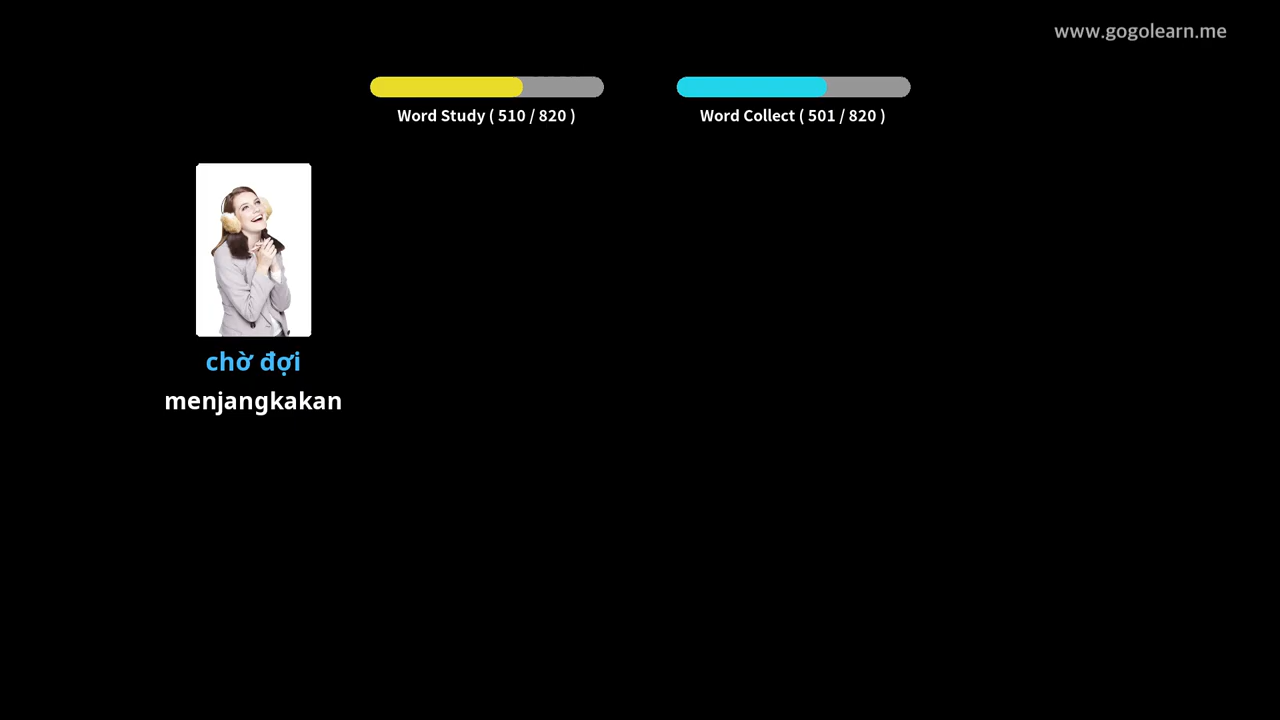 www.gogolearn.me
Word Study ( 510 / 820 )
Word Collect ( 501 / 820 )
chờ đợi
menjangkakan